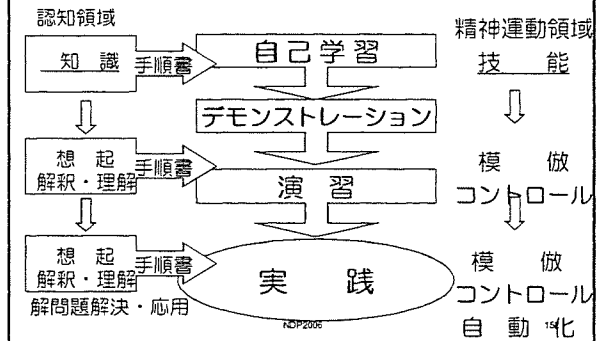 認知領域
知 識
手順書
自己学習
精神運動領域
技 能
デモンストレーション
想 起
解釈・理解
手順書
演 習
模 倣
コントロール
想 起
解釈・理解
手順書
解問題解決・応用
実 践
NDP2006
模 倣
コントロール
自 動 化